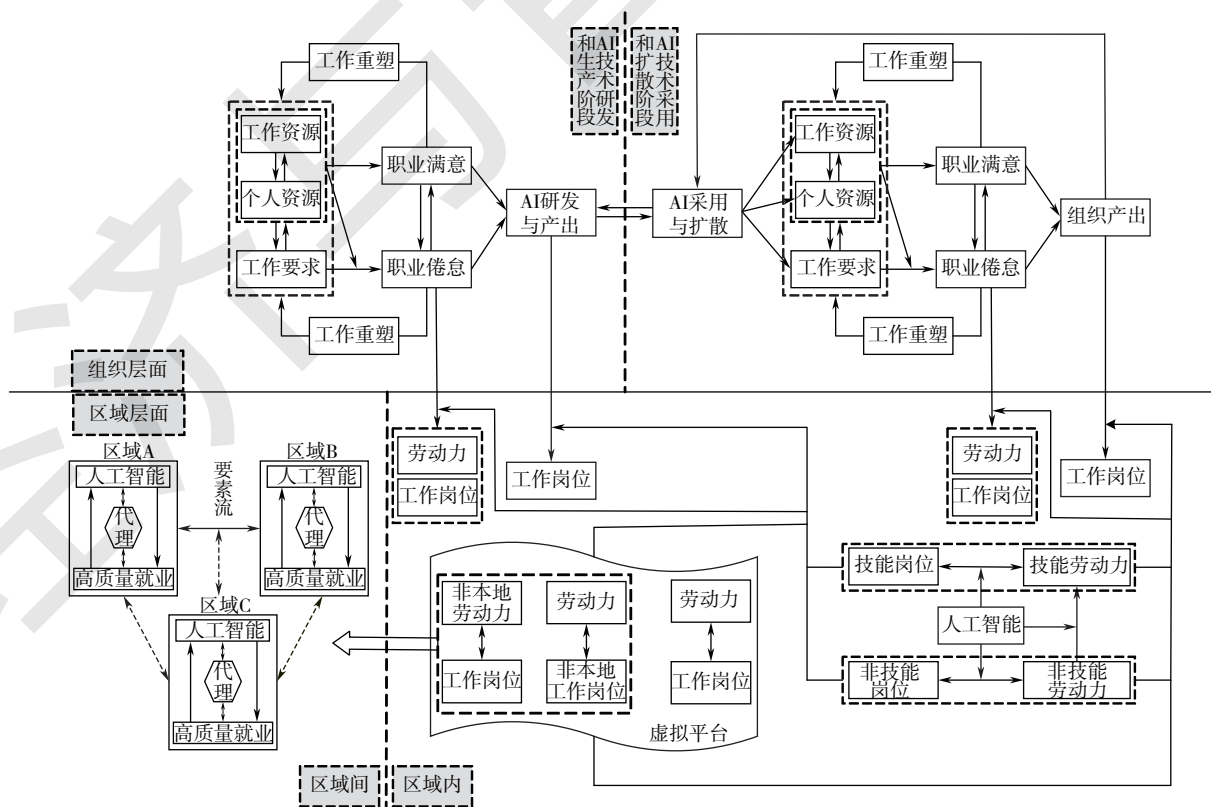 和AI
生技
产术
阶研
段发
和AI
扩技
散术
阶采
段用
工作重塑
工作资源
个人资源
工作要求
职业满意
职业倦怠
工作重塑
AI研发
与产出
AI采用
与扩散
工作重塑
工作资源
个人资源
工作要求
职业满意
职业倦怠
工作重塑
组织产出
组织层面
区域层面
区域A
人工智能
代
理
高质量就业
要
素
流
区域B
人工智能
代
理
高质量就业
区域C
人工智能
代
理
高质量就业
劳动力
工作岗位
工作岗位
劳动力
工作岗位
工作岗位
非本地
劳动力
工作岗位
劳动力
非本地
工作岗位
劳动力
工作岗位
虚拟平台
技能岗位
技能劳动力
人工智能
非技能
岗位
非技能
劳动力
区域间
区域内